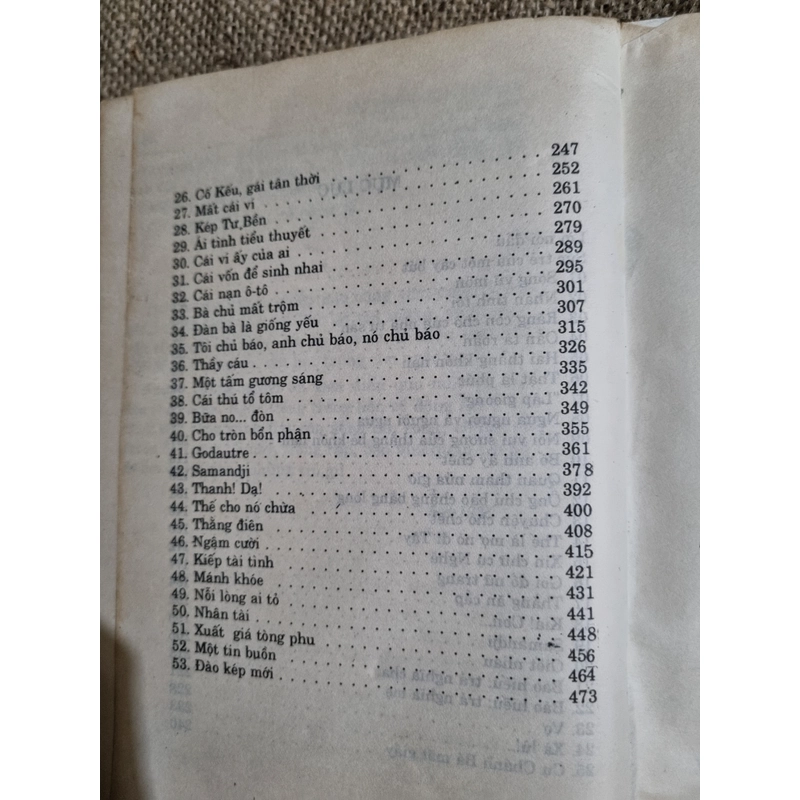 26. Cô Kếu, gái tân thời 247
27. Mất cái ví 252
28. Kép Tư Bền 261
29. Ái tình tiểu thuyết 270
30. Cái ví ấy của ai 279
31. Cái vốn để sinh nhai 289
32. Cái nạn ô-tô 295
33. Bà chủ mất trộm 301
34. Đàn bà là giống yếu 307
35. Tôi chủ báo, anh chủ báo, nó chủ báo 315
36. Thầy cáu 326
37. Một tấm gương sáng 335
38. Cái thú tổ tôm 342
39. Bữa no... đòn 349
40. Cho tròn bổn phận 355
41. Godautre 361
42. Samandji 378
43. Thanh! Dạ! 392
44. Thế cho nó chừa 400
45. Thằng điên 408
46. Ngậm cười 415
47. Kiếp tài tình 421
48. Mánh khóe 431
49. Nỗi lòng ai tỏ 441
50. Nhân tài 448
51. Xuất giá tòng phu 456
52. Một tin buồn 464
53. Đào kép mới 473